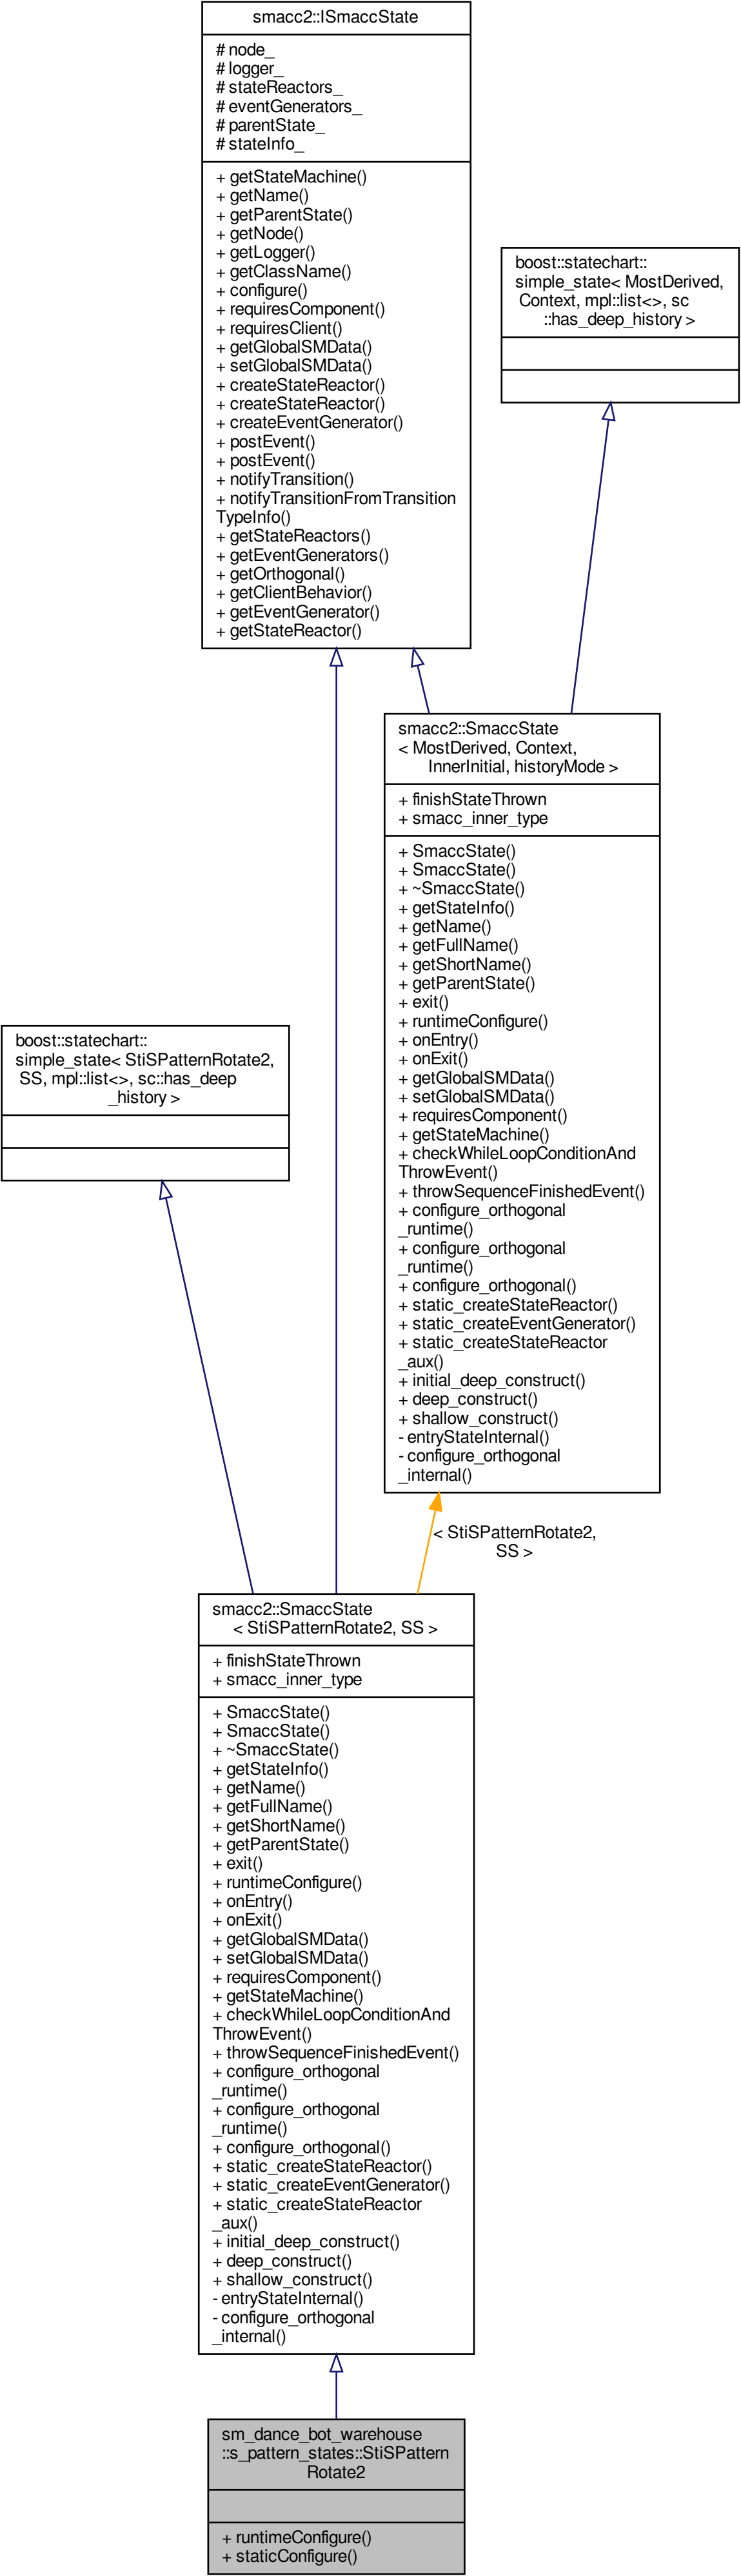 smacc2::ISmaccState
# node_
# logger_
# stateReactors_
# eventGenerators_
# parentState_
# stateInfo_
+ getStateMachine()
+ getName()
+ getParentState()
+ getNode()
+ getLogger()
+ getClassName()
+ configure()
+ requiresComponent()
+ requiresClient()
+ getGlobalSMData()
+ setGlobalSMData()
+ createStateReactor()
+ createStateReactor()
+ createEventGenerator()
+ postEvent()
+ postEvent()
+ notifyTransition()
+ notifyTransitionFromTransition
TypeInfo()
+ getStateReactors()
+ getEventGenerators()
+ getOrthogonal()
+ getClientBehavior()
+ getEventGenerator()
+ getStateReactor()
boost::statechart::
simple_state< MostDerived,
Context, mpl::list<>, sc
::has_deep_history >
smacc2::SmaccState
< MostDerived, Context,
InnerInitial, historyMode >
+ finishStateThrown
+ smacc_inner_type
+ SmaccState()
+ SmaccState()
+ ~SmaccState()
+ getStateInfo()
+ getName()
+ getFullName()
+ getShortName()
+ getParentState()
+ exit()
+ runtimeConfigure()
+ onEntry()
+ onExit()
+ getGlobalSMData()
+ setGlobalSMData()
+ requiresComponent()
+ getStateMachine()
+ checkWhileLoopConditionAnd
ThrowEvent()
+ throwSequenceFinishedEvent()
+ configure_orthogonal
_runtime()
+ configure_orthogonal
_runtime()
+ configure_orthogonal()
+ static_createStateReactor()
+ static_createEventGenerator()
+ static_createStateReactor
_aux()
+ initial_deep_construct()
+ deep_construct()
+ shallow_construct()
- entryStateInternal()
- configure_orthogonal
_internal()
boost::statechart::
simple_state< StiSPatternRotate2,
SS, mpl::list<>, sc::has_deep
_history >
< StiSPatternRotate2,
SS >
smacc2::SmaccState
< StiSPatternRotate2, SS >
+ finishStateThrown
+ smacc_inner_type
+ SmaccState()
+ SmaccState()
+ ~SmaccState()
+ getStateInfo()
+ getName()
+ getFullName()
+ getShortName()
+ getParentState()
+ exit()
+ runtimeConfigure()
+ onEntry()
+ onExit()
+ getGlobalSMData()
+ setGlobalSMData()
+ requiresComponent()
+ getStateMachine()
+ checkWhileLoopConditionAnd
ThrowEvent()
+ throwSequenceFinishedEvent()
+ configure_orthogonal
_runtime()
+ configure_orthogonal
_runtime()
+ configure_orthogonal()
+ static_createStateReactor()
+ static_createEventGenerator()
+ static_createStateReactor
_aux()
+ initial_deep_construct()
+ deep_construct()
+ shallow_construct()
- entryStateInternal()
- configure_orthogonal
_internal()
sm_dance_bot_warehouse
::s_pattern_states::StiSPattern
Rotate2
+ runtimeConfigure()
+ staticConfigure()